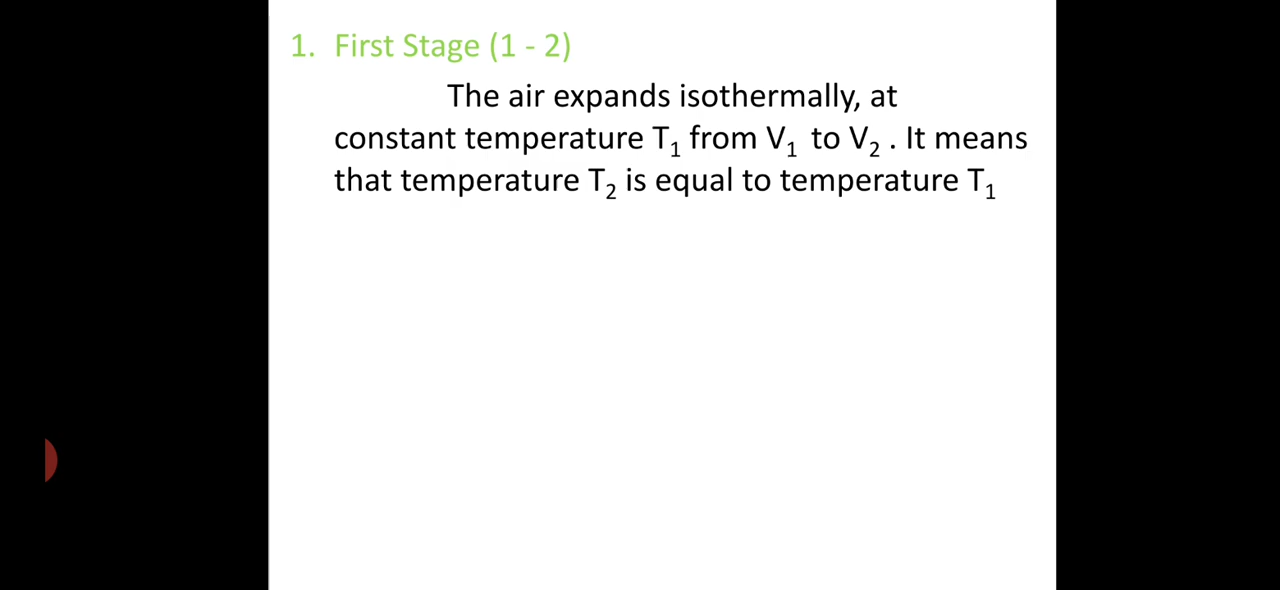 1. First Stage (1 - 2)
The air expands isothermally, at
constant temperature T₁ from V₁ to V₂ . It means
that temperature T₂ is equal to temperature T₁